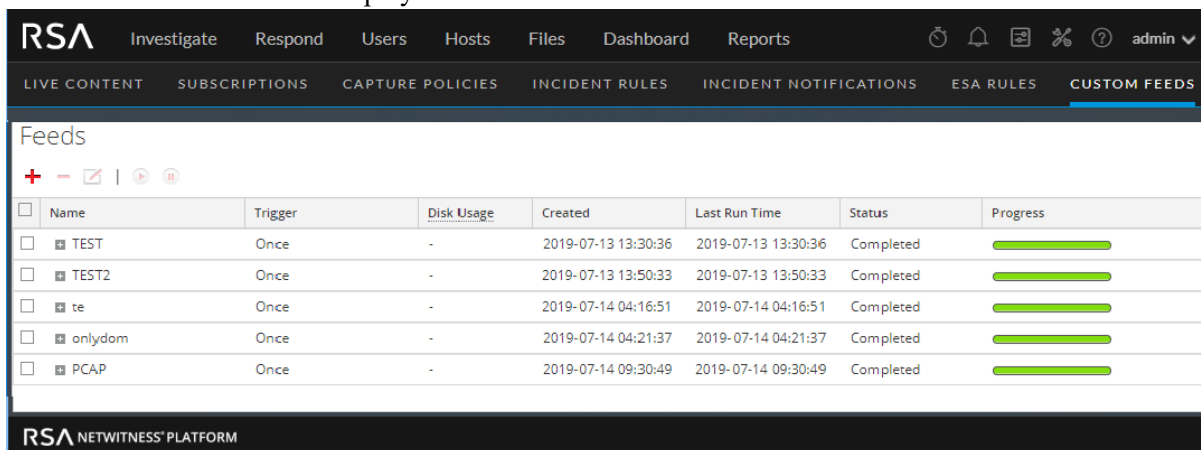 RSA Investigate Respond Users Hosts Files Dashboard Reports admin
LIVE CONTENT SUBSCRIPTIONS CAPTURE POLICIES INCIDENT RULES INCIDENT NOTIFICATIONS ESA RULES CUSTOM FEEDS
Feeds
Name Trigger Disk Usage Created Last Run Time Status Progress
TEST Once - 2019-07-13 13:30:36 2019-07-13 13:30:36 Completed
TEST2 Once - 2019-07-13 13:50:33 2019-07-13 13:50:33 Completed
te Once - 2019-07-14 04:16:51 2019-07-14 04:16:51 Completed
onlydom Once - 2019-07-14 04:21:37 2019-07-14 04:21:37 Completed
PCAP Once - 2019-07-14 09:30:49 2019-07-14 09:30:49 Completed
RSA NETWITNESS® PLATFORM